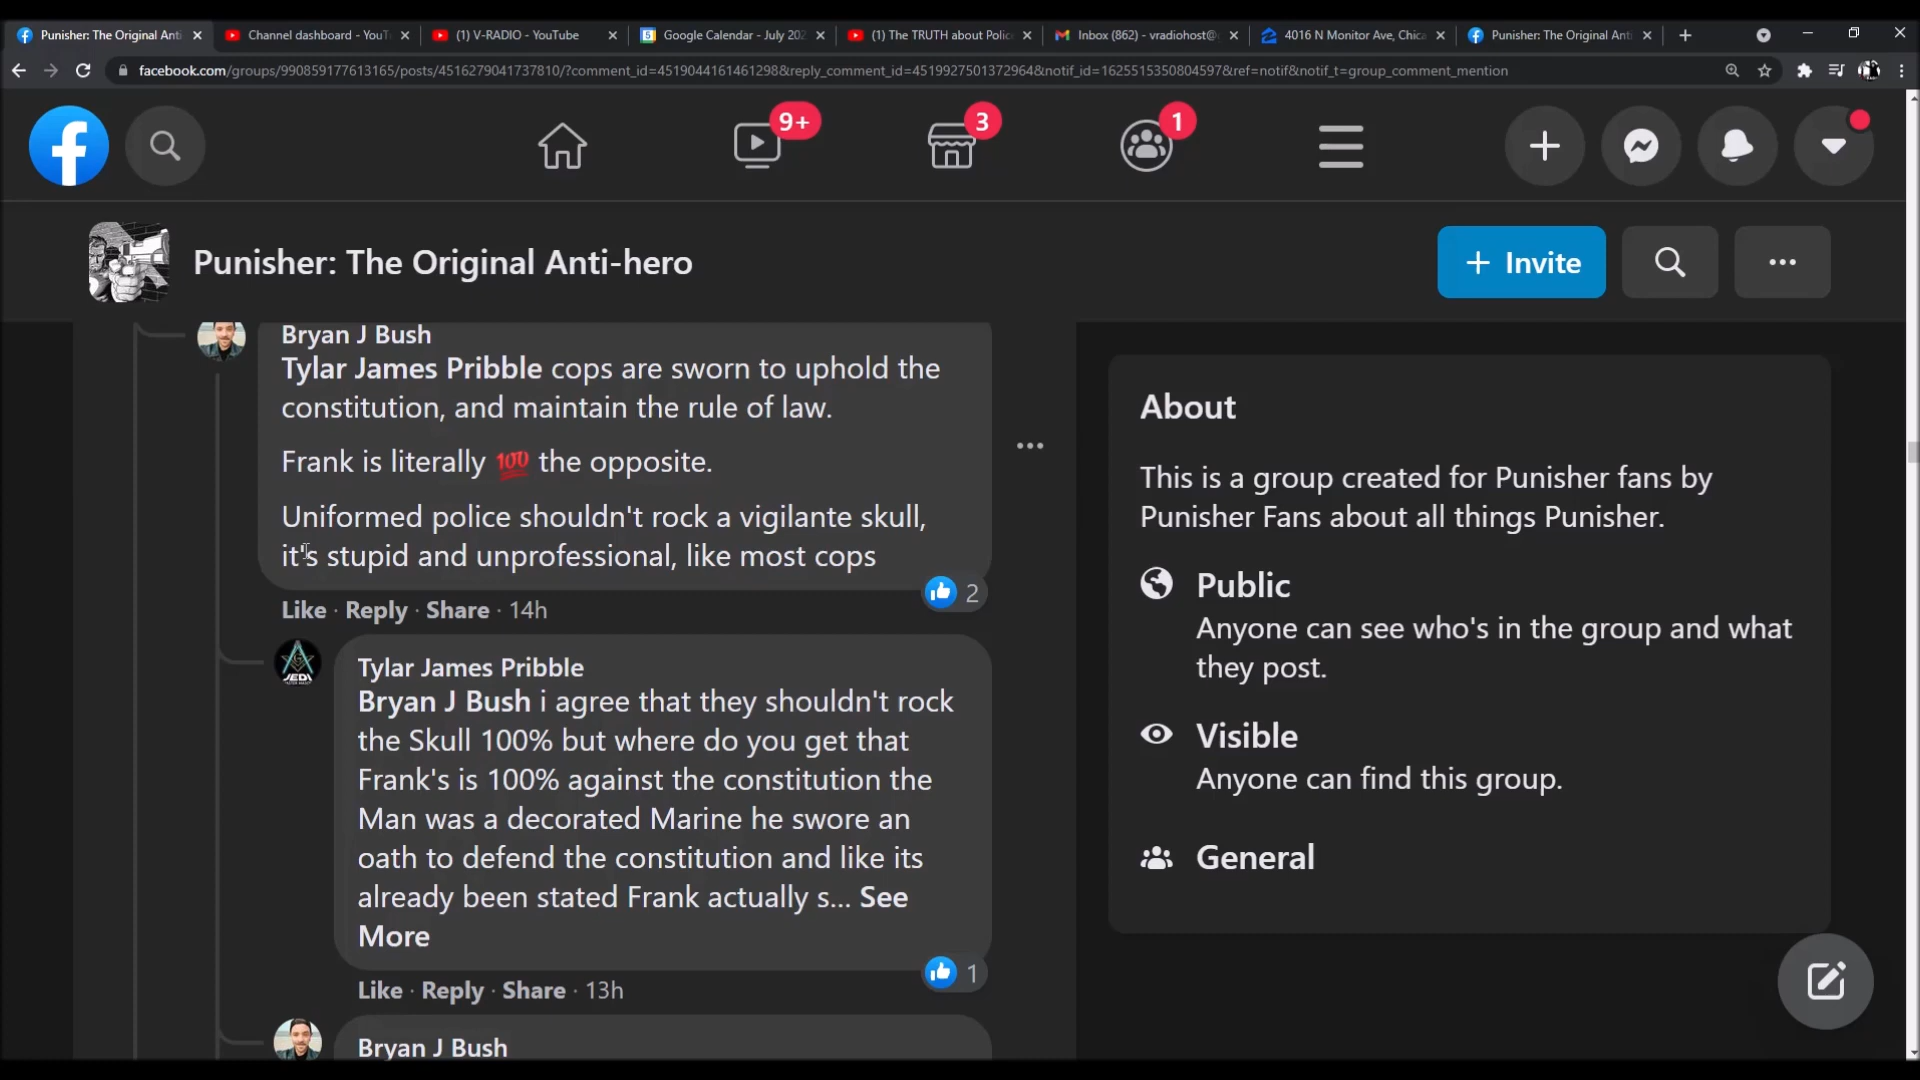 Punisher: The Original Anti
Channel dashboard - YouT
(1) V-RADIO - YouTube
Google Calendar - July 202
(1) The TRUTH about Polic
Inbox (862) - vradiohost@
4016 N Monitor Ave, Chica
Punisher: The Original Anti
facebook.com/groups/990859177613165/posts/4516279041737810/?comment_id=4519044161461298&reply_comment_id=4519927501372964&notif_id=1625515350804597&ref=notif&notif_t=group_comment_mention
9+
3
1
Punisher: The Original Anti-hero
+ Invite
Bryan J Bush
Tylar James Pribble cops are sworn to uphold the
constitution, and maintain the rule of law.
Frank is literally 💯 the opposite.
Uniformed police shouldn't rock a vigilante skull,
it's stupid and unprofessional, like most cops
2
Like · Reply · Share · 14h
JEDI
Tylar James Pribble
Bryan J Bush i agree that they shouldn't rock
the Skull 100% but where do you get that
Frank's is 100% against the constitution the
Man was a decorated Marine he swore an
oath to defend the constitution and like its
already been stated Frank actually s... See
More
1
Like · Reply · Share · 13h
Bryan J Bush
About
This is a group created for Punisher fans by
Punisher Fans about all things Punisher.
Public
Anyone can see who's in the group and what
they post.
Visible
Anyone can find this group.
General